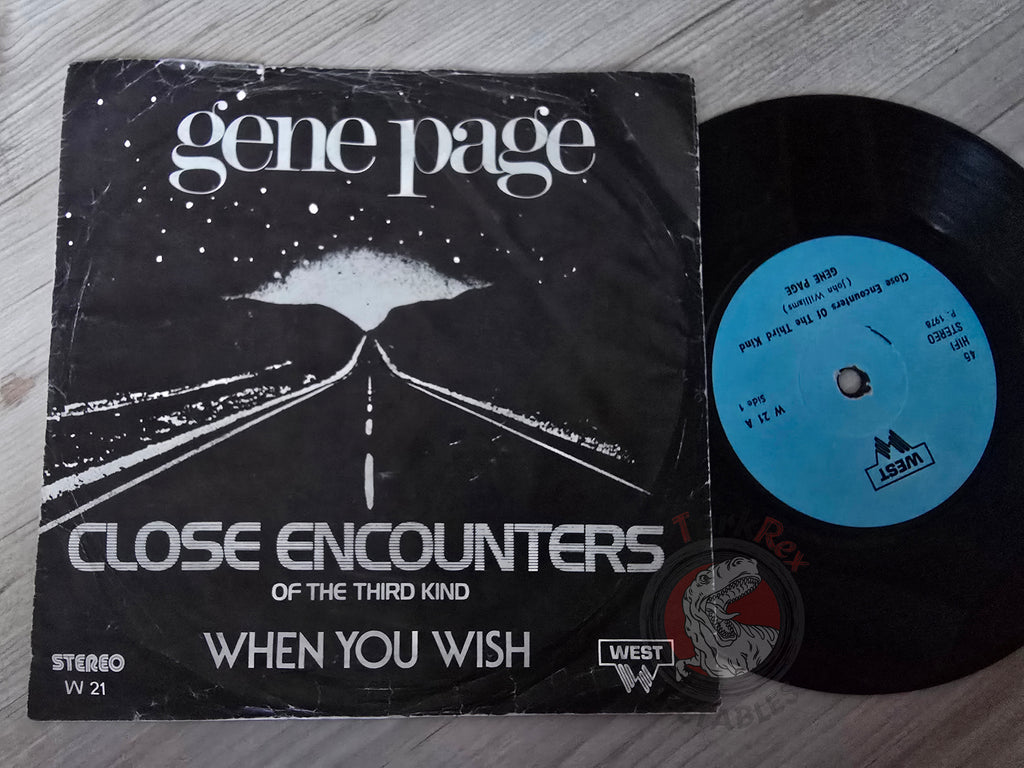 gene page
CLOSE ENCOUNTERS
OF THE THIRD KIND
WHEN YOU WISH
STEREO
W 21
WEST
WEST
W 21 A
Side 1
45
HIFI
STEREO
P. 1978
Close Encounters Of The Third Kind
(John Williams)
GENE PAGE
TurkRex